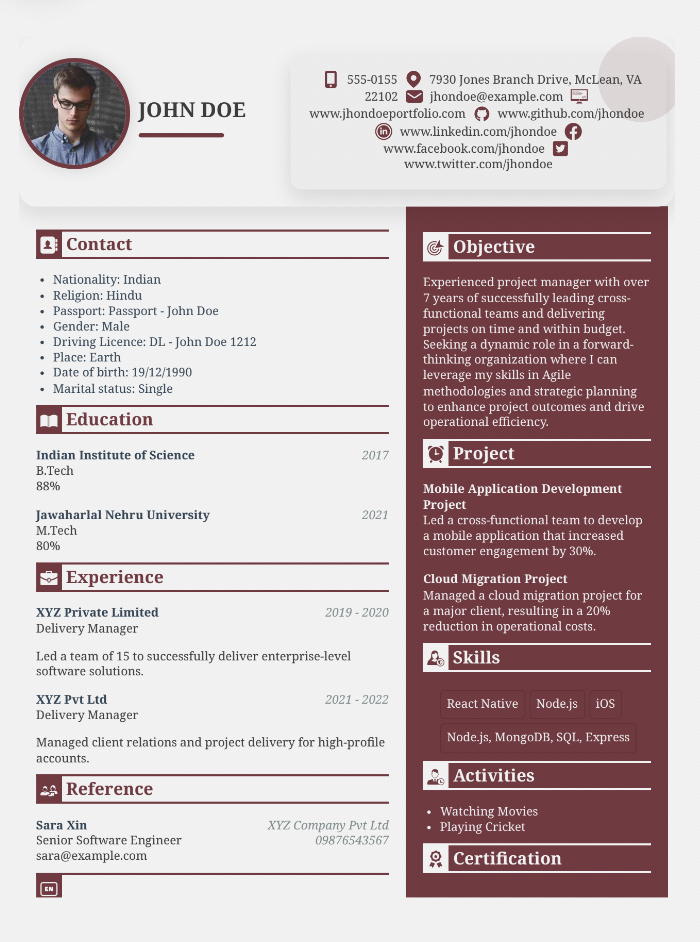 JOHN DOE
555-0155 7930 Jones Branch Drive, McLean, VA
22102 jhondoe@example.com
www.jhondoeportfolio.com www.github.com/jhondoe
www.linkedin.com/jhondoe
www.facebook.com/jhondoe
www.twitter.com/jhondoe
Contact
• Nationality: Indian
• Religion: Hindu
• Passport: Passport - John Doe
• Gender: Male
• Driving Licence: DL - John Doe 1212
• Place: Earth
• Date of birth: 19/12/1990
• Marital status: Single
Education
Indian Institute of Science 2017
B.Tech
88%
Jawaharlal Nehru University 2021
M.Tech
80%
Experience
XYZ Private Limited 2019 - 2020
Delivery Manager
Led a team of 15 to successfully deliver enterprise-level
software solutions.
XYZ Pvt Ltd 2021 - 2022
Delivery Manager
Managed client relations and project delivery for high-profile
accounts.
Reference
Sara Xin XYZ Company Pvt Ltd
Senior Software Engineer 09876543567
sara@example.com
EN
Objective
Experienced project manager with over
7 years of successfully leading cross-
functional teams and delivering
projects on time and within budget.
Seeking a dynamic role in a forward-
thinking organization where I can
leverage my skills in Agile
methodologies and strategic planning
to enhance project outcomes and drive
operational efficiency.
Project
Mobile Application Development
Project
Led a cross-functional team to develop
a mobile application that increased
customer engagement by 30%.
Cloud Migration Project
Managed a cloud migration project for
a major client, resulting in a 20%
reduction in operational costs.
Skills
React Native Node.js iOS
Node.js, MongoDB, SQL, Express
Activities
• Watching Movies
• Playing Cricket
Certification